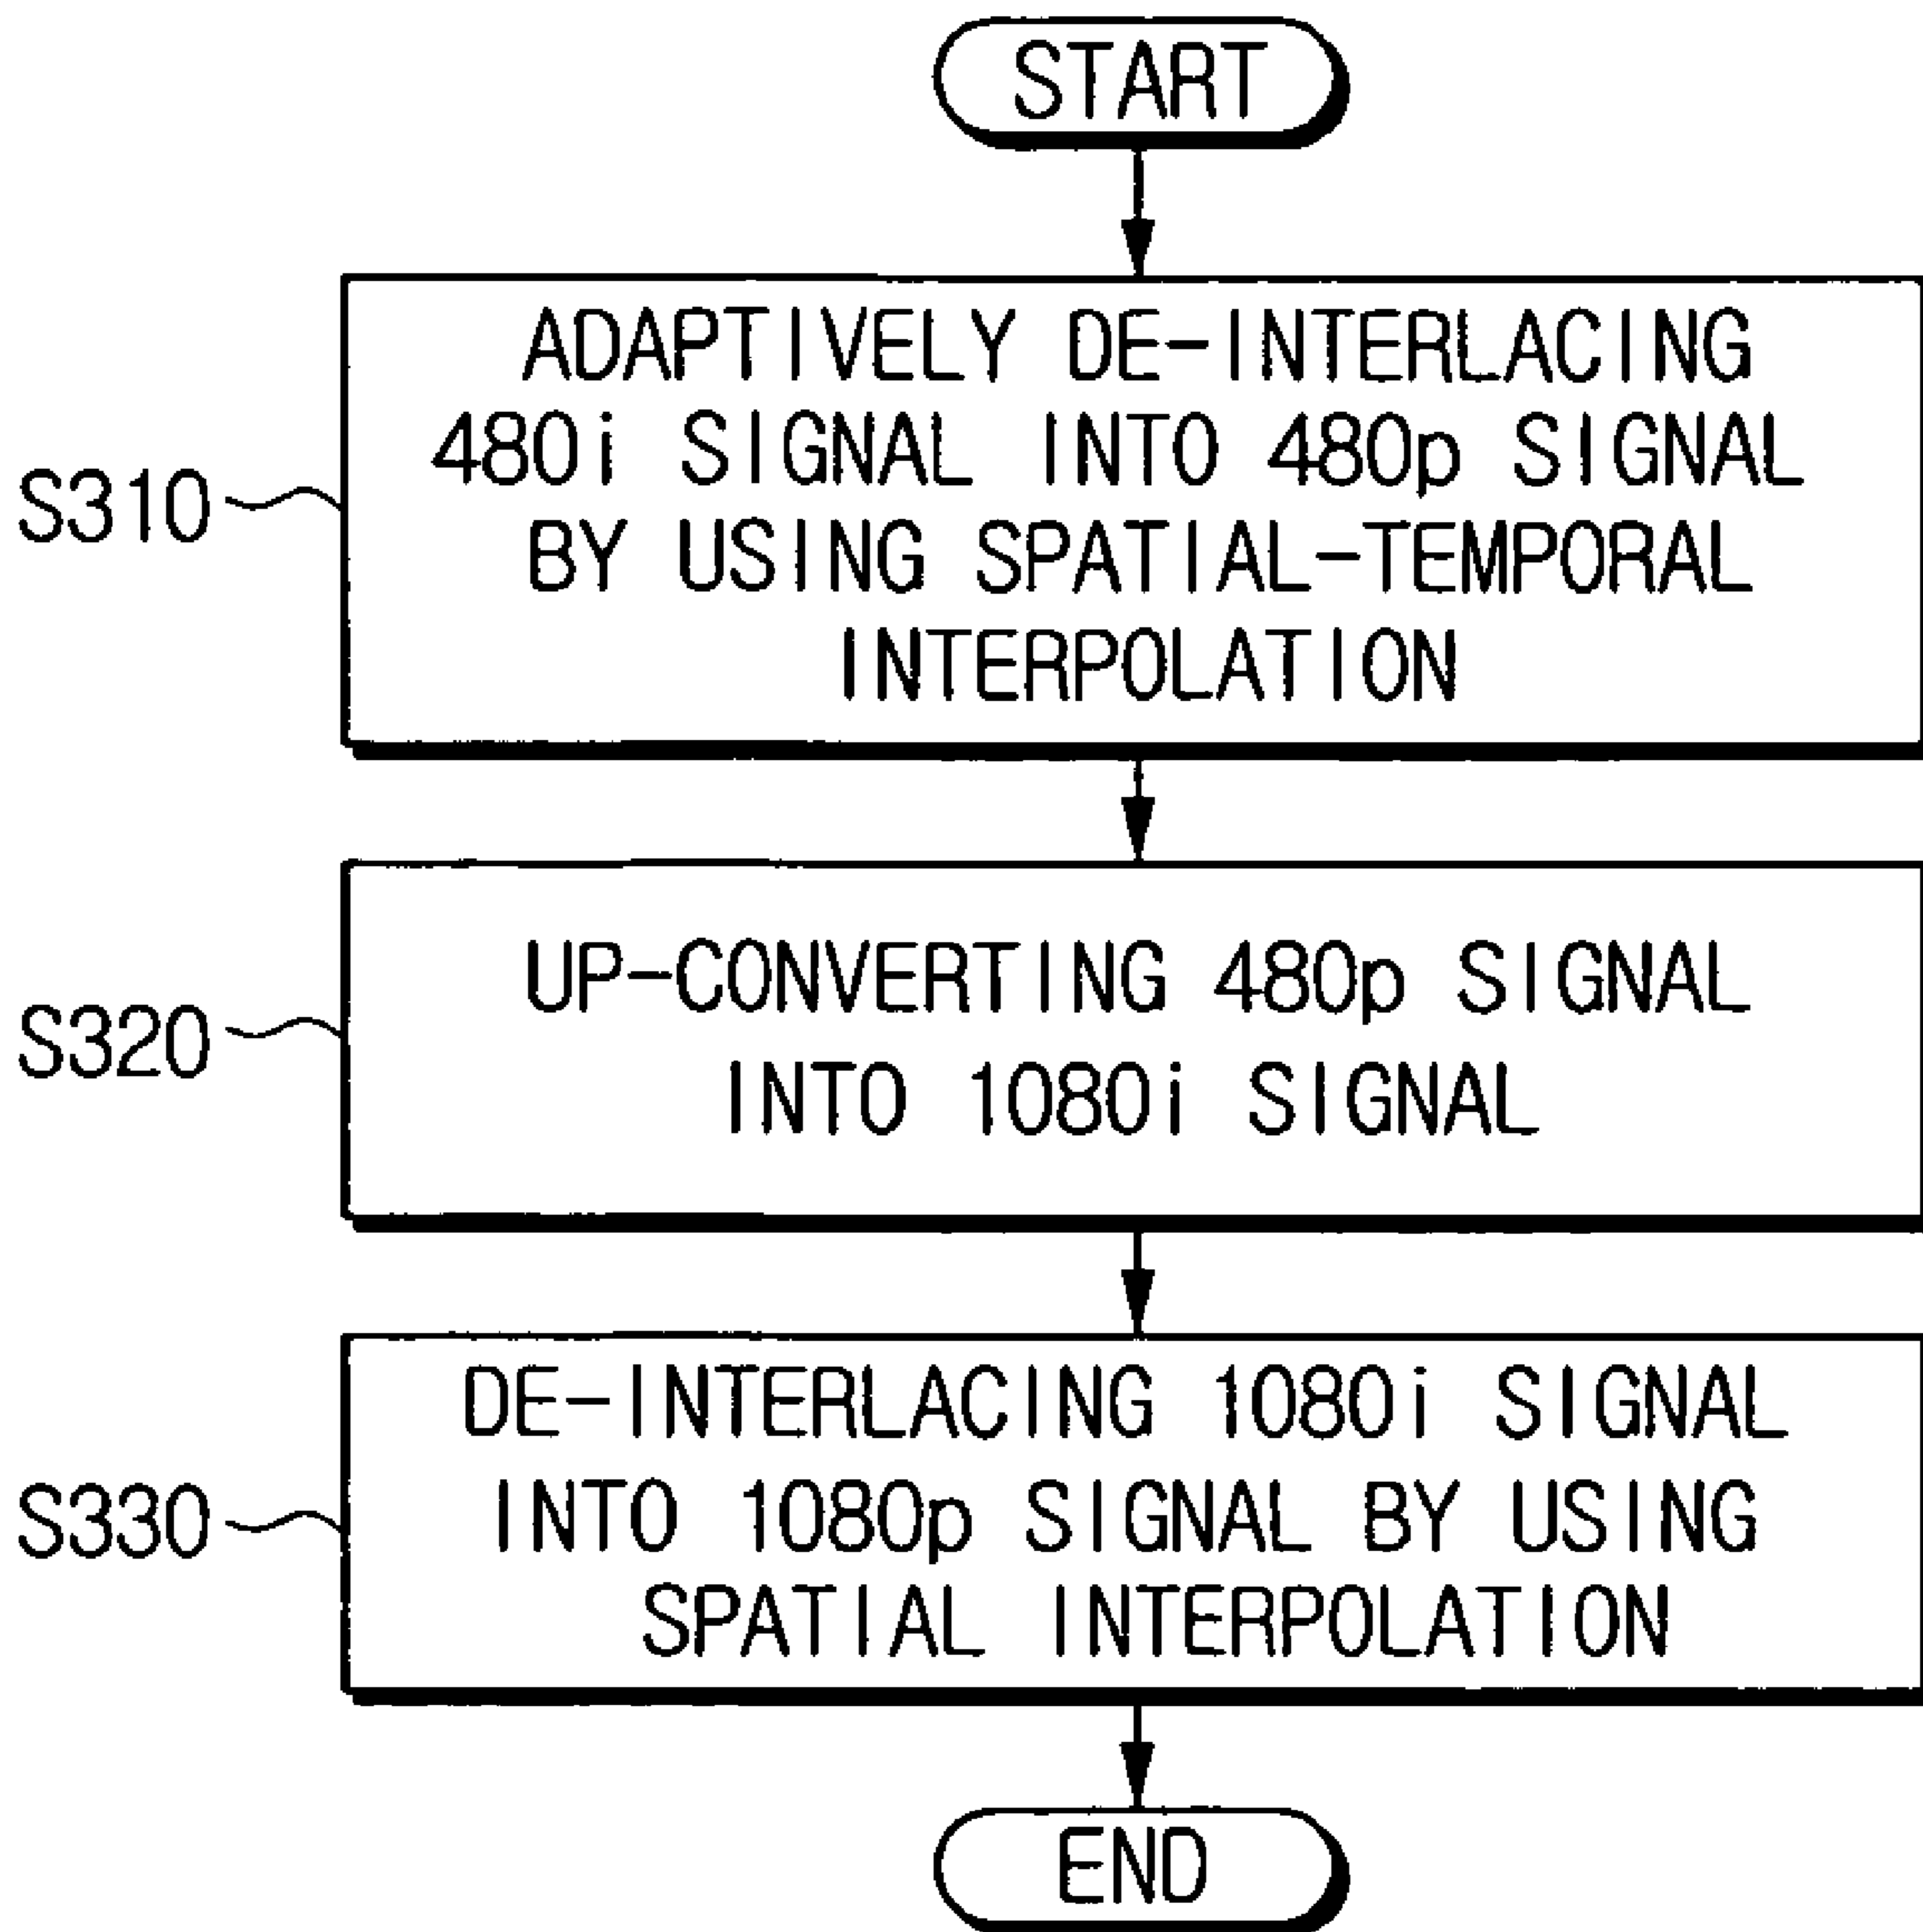 START
ADAPTIVELY DE-INTERLACING
480i SIGNAL INTO 480p SIGNAL
S310
BY USING SPATIAL-TEMPORAL
INTERPOLATION
UP-CONVERTING 480p SIGNAL
S320
INTO 1080i SIGNAL
DE-INTERLACING 1080i SIGNAL
INTO 1080p SIGNAL BY USING
S330
SPATIAL INTERPOLATION
END